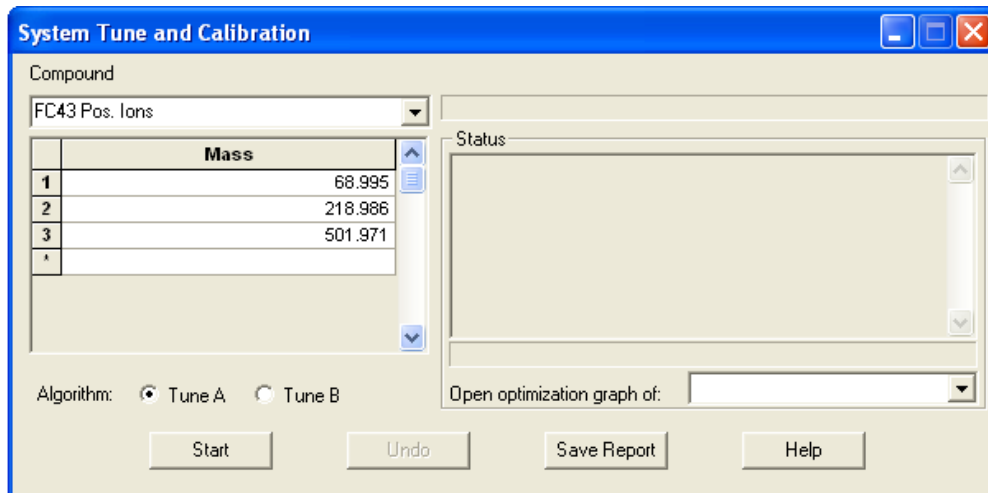 System Tune and Calibration
Compound
FC43 Pos. Ions
Status
Mass
1 68.995
2 218.986
3 501.971
*
Algorithm: Tune A Tune B
Open optimization graph of:
Start Undo Save Report Help